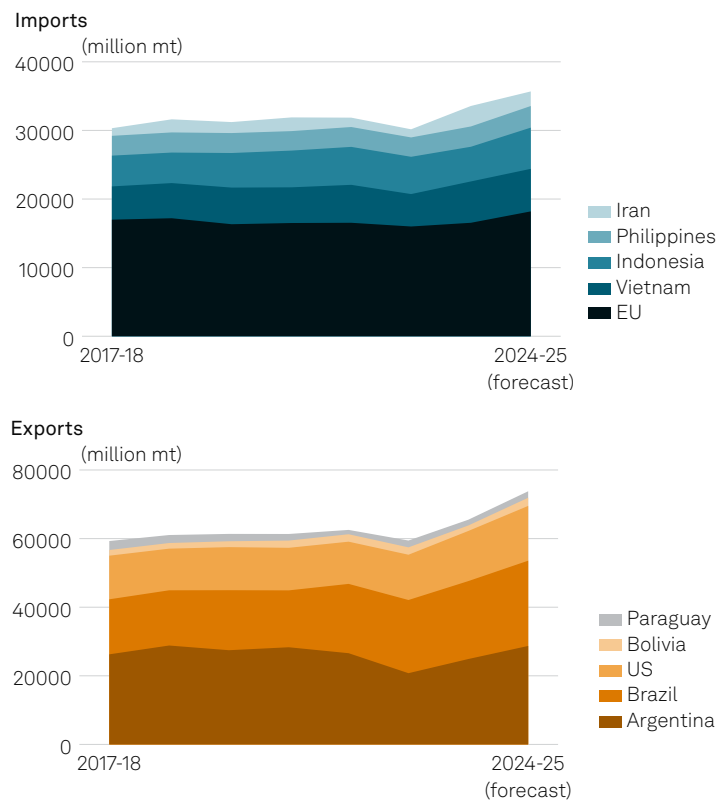 Imports
(million mt)
40000
30000
20000
10000
0
2017-18
2024-25
(forecast)
Iran
Philippines
Indonesia
Vietnam
EU
Exports
(million mt)
80000
60000
40000
20000
0
2017-18
2024-25
(forecast)
Paraguay
Bolivia
US
Brazil
Argentina